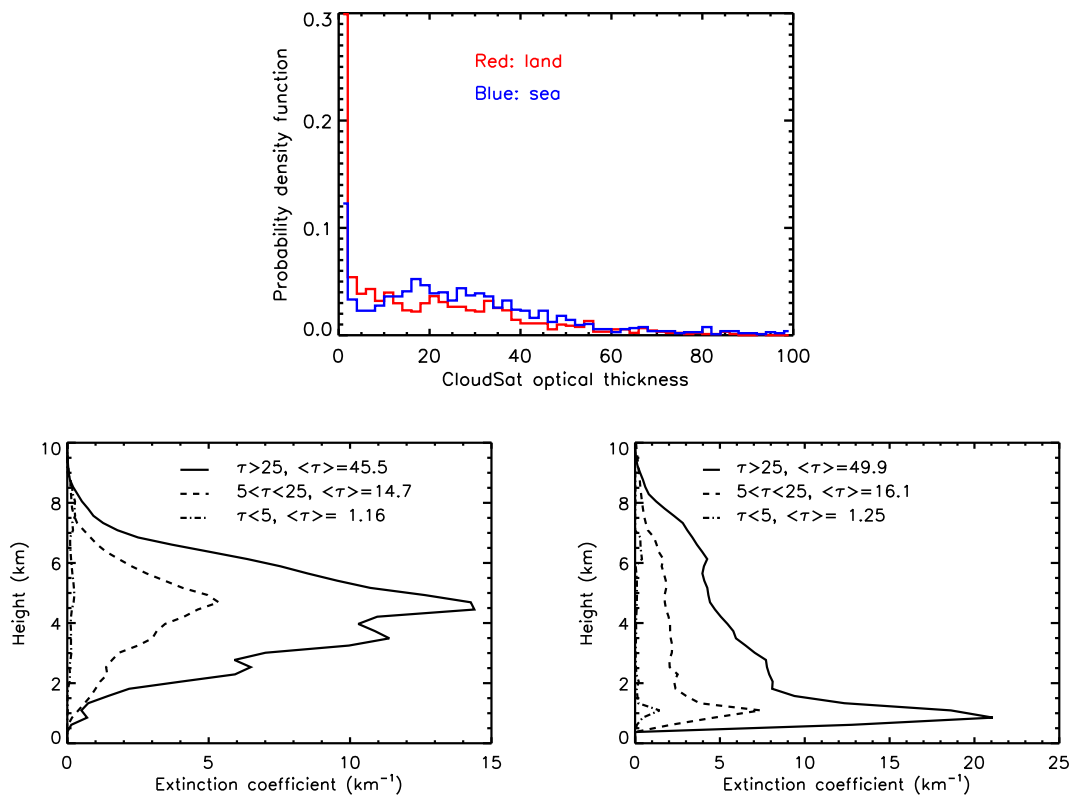 0.3
0.2
0.1
0.0
Probability density function
Red: land
Blue: sea
0 20 40 60 80 100
CloudSat optical thickness
10
8
6
4
2
0
Height (km)
τ>25, <τ>=45.5
5<τ<25, <τ>=14.7
τ<5, <τ>= 1.16
0 5 10 15
Extinction coefficient (km⁻¹)
10
8
6
4
2
0
Height (km)
τ>25, <τ>=49.9
5<τ<25, <τ>=16.1
τ<5, <τ>= 1.25
0 5 10 15 20 25
Extinction coefficient (km⁻¹)